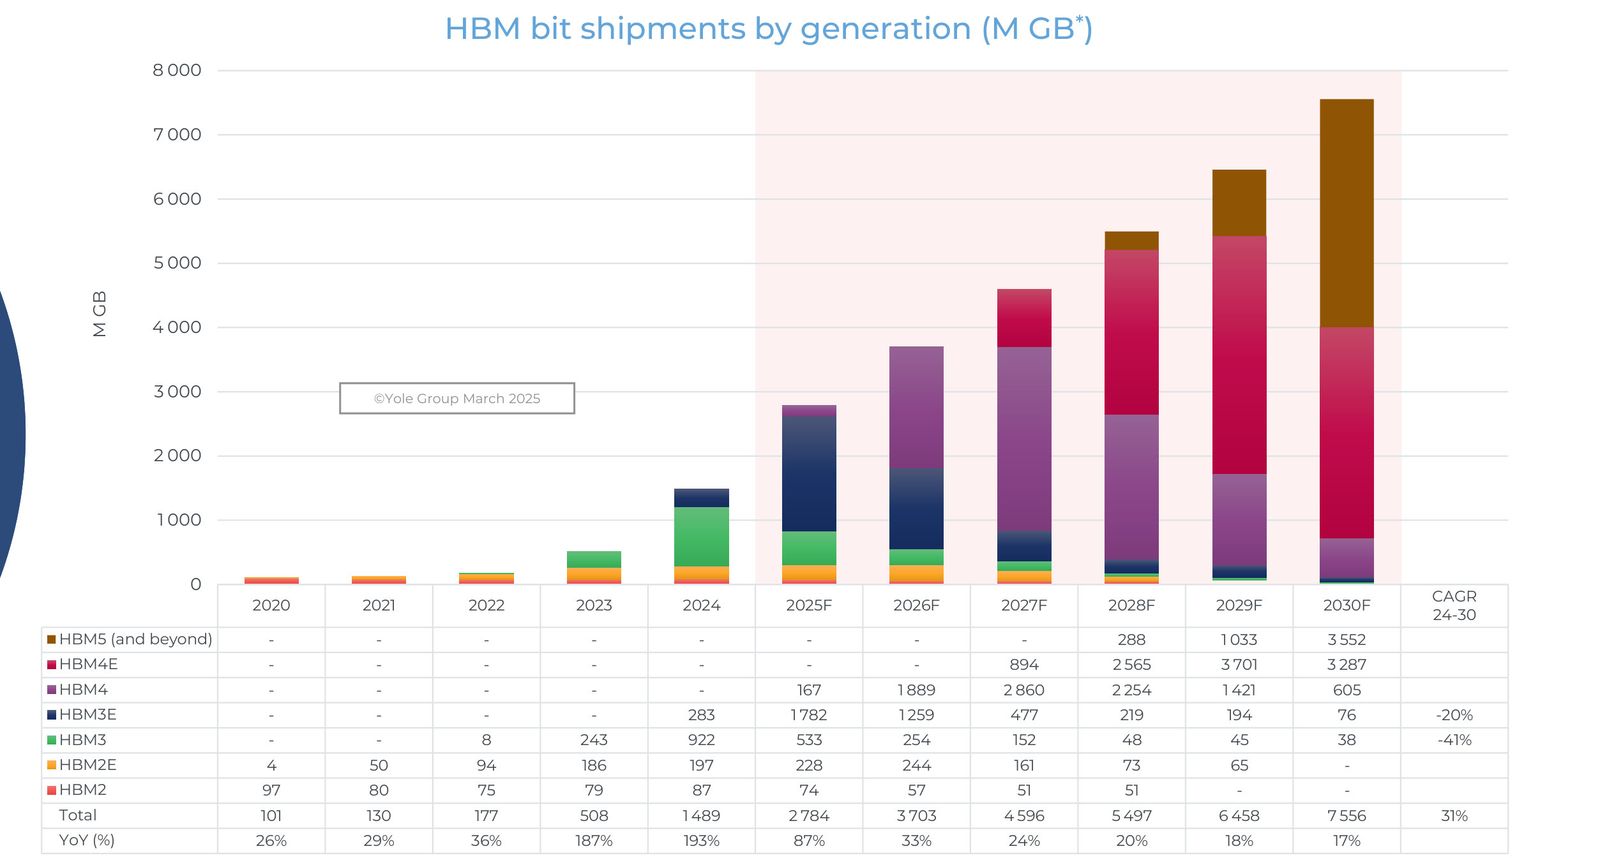 HBM bit shipments by generation (M GB*)
8 000
7 000
6 000
5 000
4 000
3 000
2 000
1 000
0
M GB
©Yole Group March 2025
2020 2021 2022 2023 2024 2025F 2026F 2027F 2028F 2029F 2030F CAGR
24-30
HBM5 (and beyond) - - - - - - - - 288 1 033 3 552
HBM4E - - - - - - - 894 2 565 3 701 3 287
HBM4 - - - - - 167 1 889 2 860 2 254 1 421 605
HBM3E - - - - 283 1 782 1 259 477 219 194 76 -20%
HBM3 - - 8 243 922 533 254 152 48 45 38 -41%
HBM2E 4 50 94 186 197 228 244 161 73 65 -
HBM2 97 80 75 79 87 74 57 51 51 - -
Total 101 130 177 508 1 489 2 784 3 703 4 596 5 497 6 458 7 556 31%
YoY (%) 26% 29% 36% 187% 193% 87% 33% 24% 20% 18% 17%